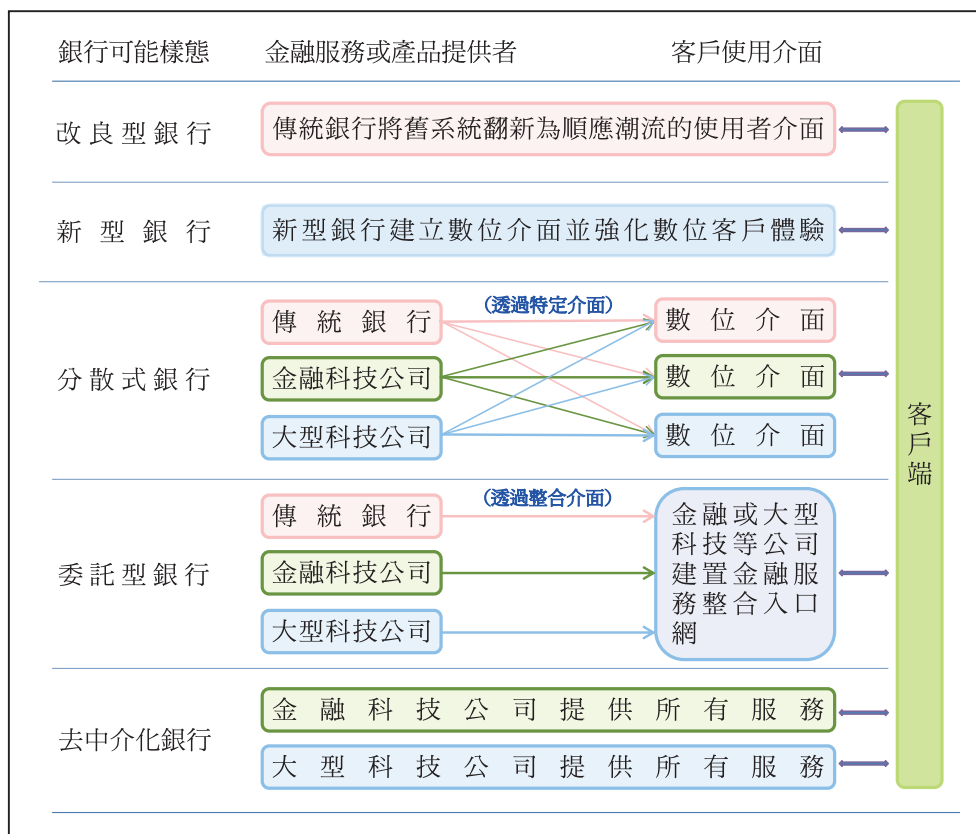 銀行可能樣態
金融服務或產品提供者
客戶使用介面
改良型銀行
傳統銀行將舊系統翻新為順應潮流的使用者介面
新型銀行
新型銀行建立數位介面並強化數位客戶體驗
分散式銀行
傳統銀行
(透過特定介面)
數位介面
金融科技公司
數位介面
大型科技公司
數位介面
委託型銀行
傳統銀行
(透過整合介面)
金融科技公司
大型科技公司
金融或大型
科技等公司
建置金融服
務整合入口
網
去中介化銀行
金融科技公司提供所有服務
大型科技公司提供所有服務
客戶端